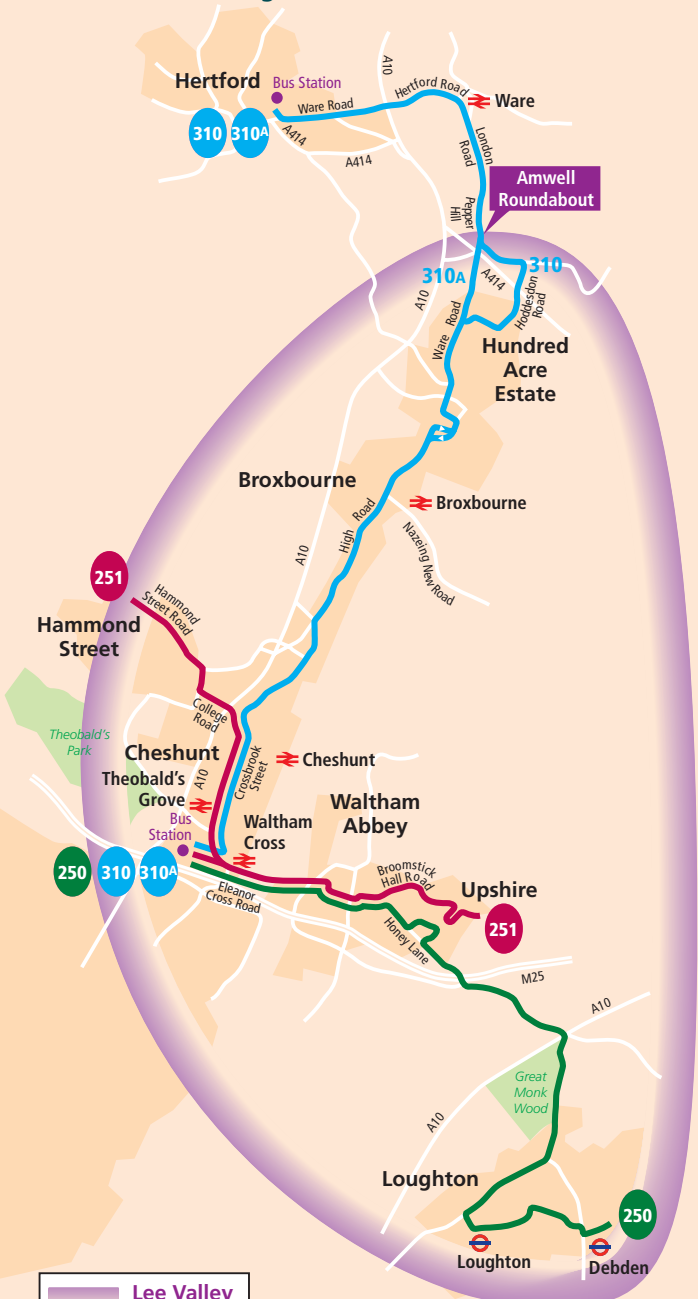 Hertford
Bus Station
310
310A
A414
Ware Road
A414
A10
Hertford Road
Ware
London
Road
Amwell
Roundabout
Pepper
Hill
310A
310
A414
A10
Hoddesdon
Road
Ware Road
Hundred
Acre
Estate
Broxbourne
Broxbourne
High Road
A10
Nazeing New Road
251
Hammond
Street Road
Hammond
Street
College
Road
Theobald's
Park
Cheshunt
A10
Crossbrook
Street
Cheshunt
Theobald's
Grove
Bus
Station
Waltham
Cross
Waltham
Abbey
250
310
310A
Eleanor
Cross Road
Broomstick
Hall Road
Upshire
251
Honey Lane
M25
A10
Great
Monk
Wood
A10
Loughton
250
Loughton
Debden
Lee Valley